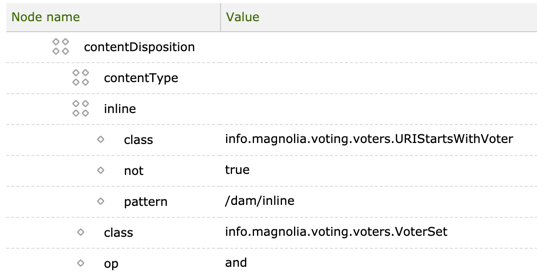 Node name Value
contentDisposition
contentType
inline
class info.magnolia.voting.voters.URIStartsWithVoter
not true
pattern /dam/inline
class info.magnolia.voting.voters.VoterSet
op and